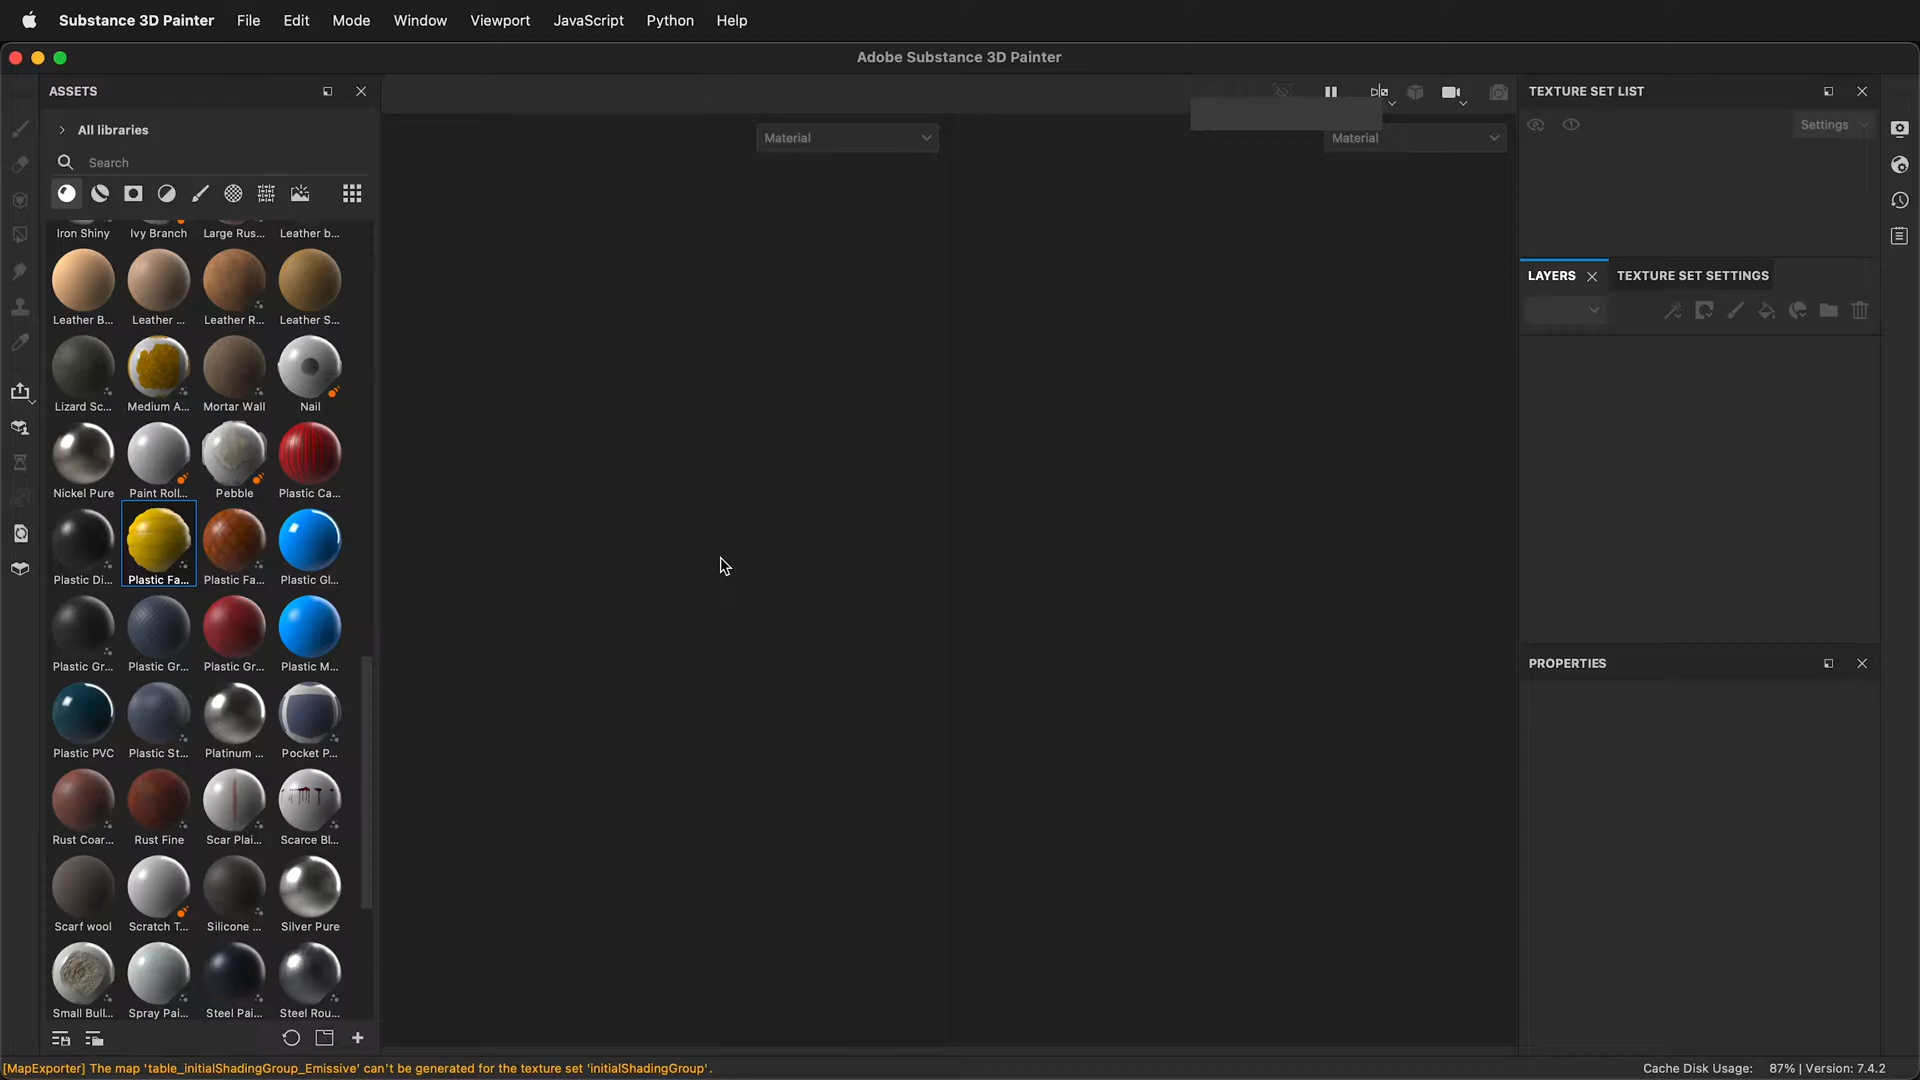 Substance 3D Painter File Edit Mode Window Viewport JavaScript Python Help
Adobe Substance 3D Painter
ASSETS
All libraries
Search
Iron Shiny Ivy Branch Large Rus... Leather b...
Leather B... Leather ... Leather R... Leather S...
Lizard Sc... Medium A... Mortar Wall Nail
Nickel Pure Paint Roll... Pebble Plastic Ca...
Plastic Di... Plastic Fa... Plastic Fa... Plastic Gl...
Plastic Gr... Plastic Gr... Plastic Gr... Plastic M...
Plastic PVC Plastic St... Platinum ... Pocket P...
Rust Coar... Rust Fine Scar Plai... Scarce Bl...
Scarf wool Scratch T... Silicone ... Silver Pure
Small Bull... Spray Pai... Steel Pai... Steel Rou...
Material
Material
TEXTURE SET LIST
Settings
LAYERS TEXTURE SET SETTINGS
PROPERTIES
[MapExporter] The map 'table_initialShadingGroup_Emissive' can't be generated for the texture set 'initialShadingGroup'.
Cache Disk Usage: 87% | Version: 7.4.2